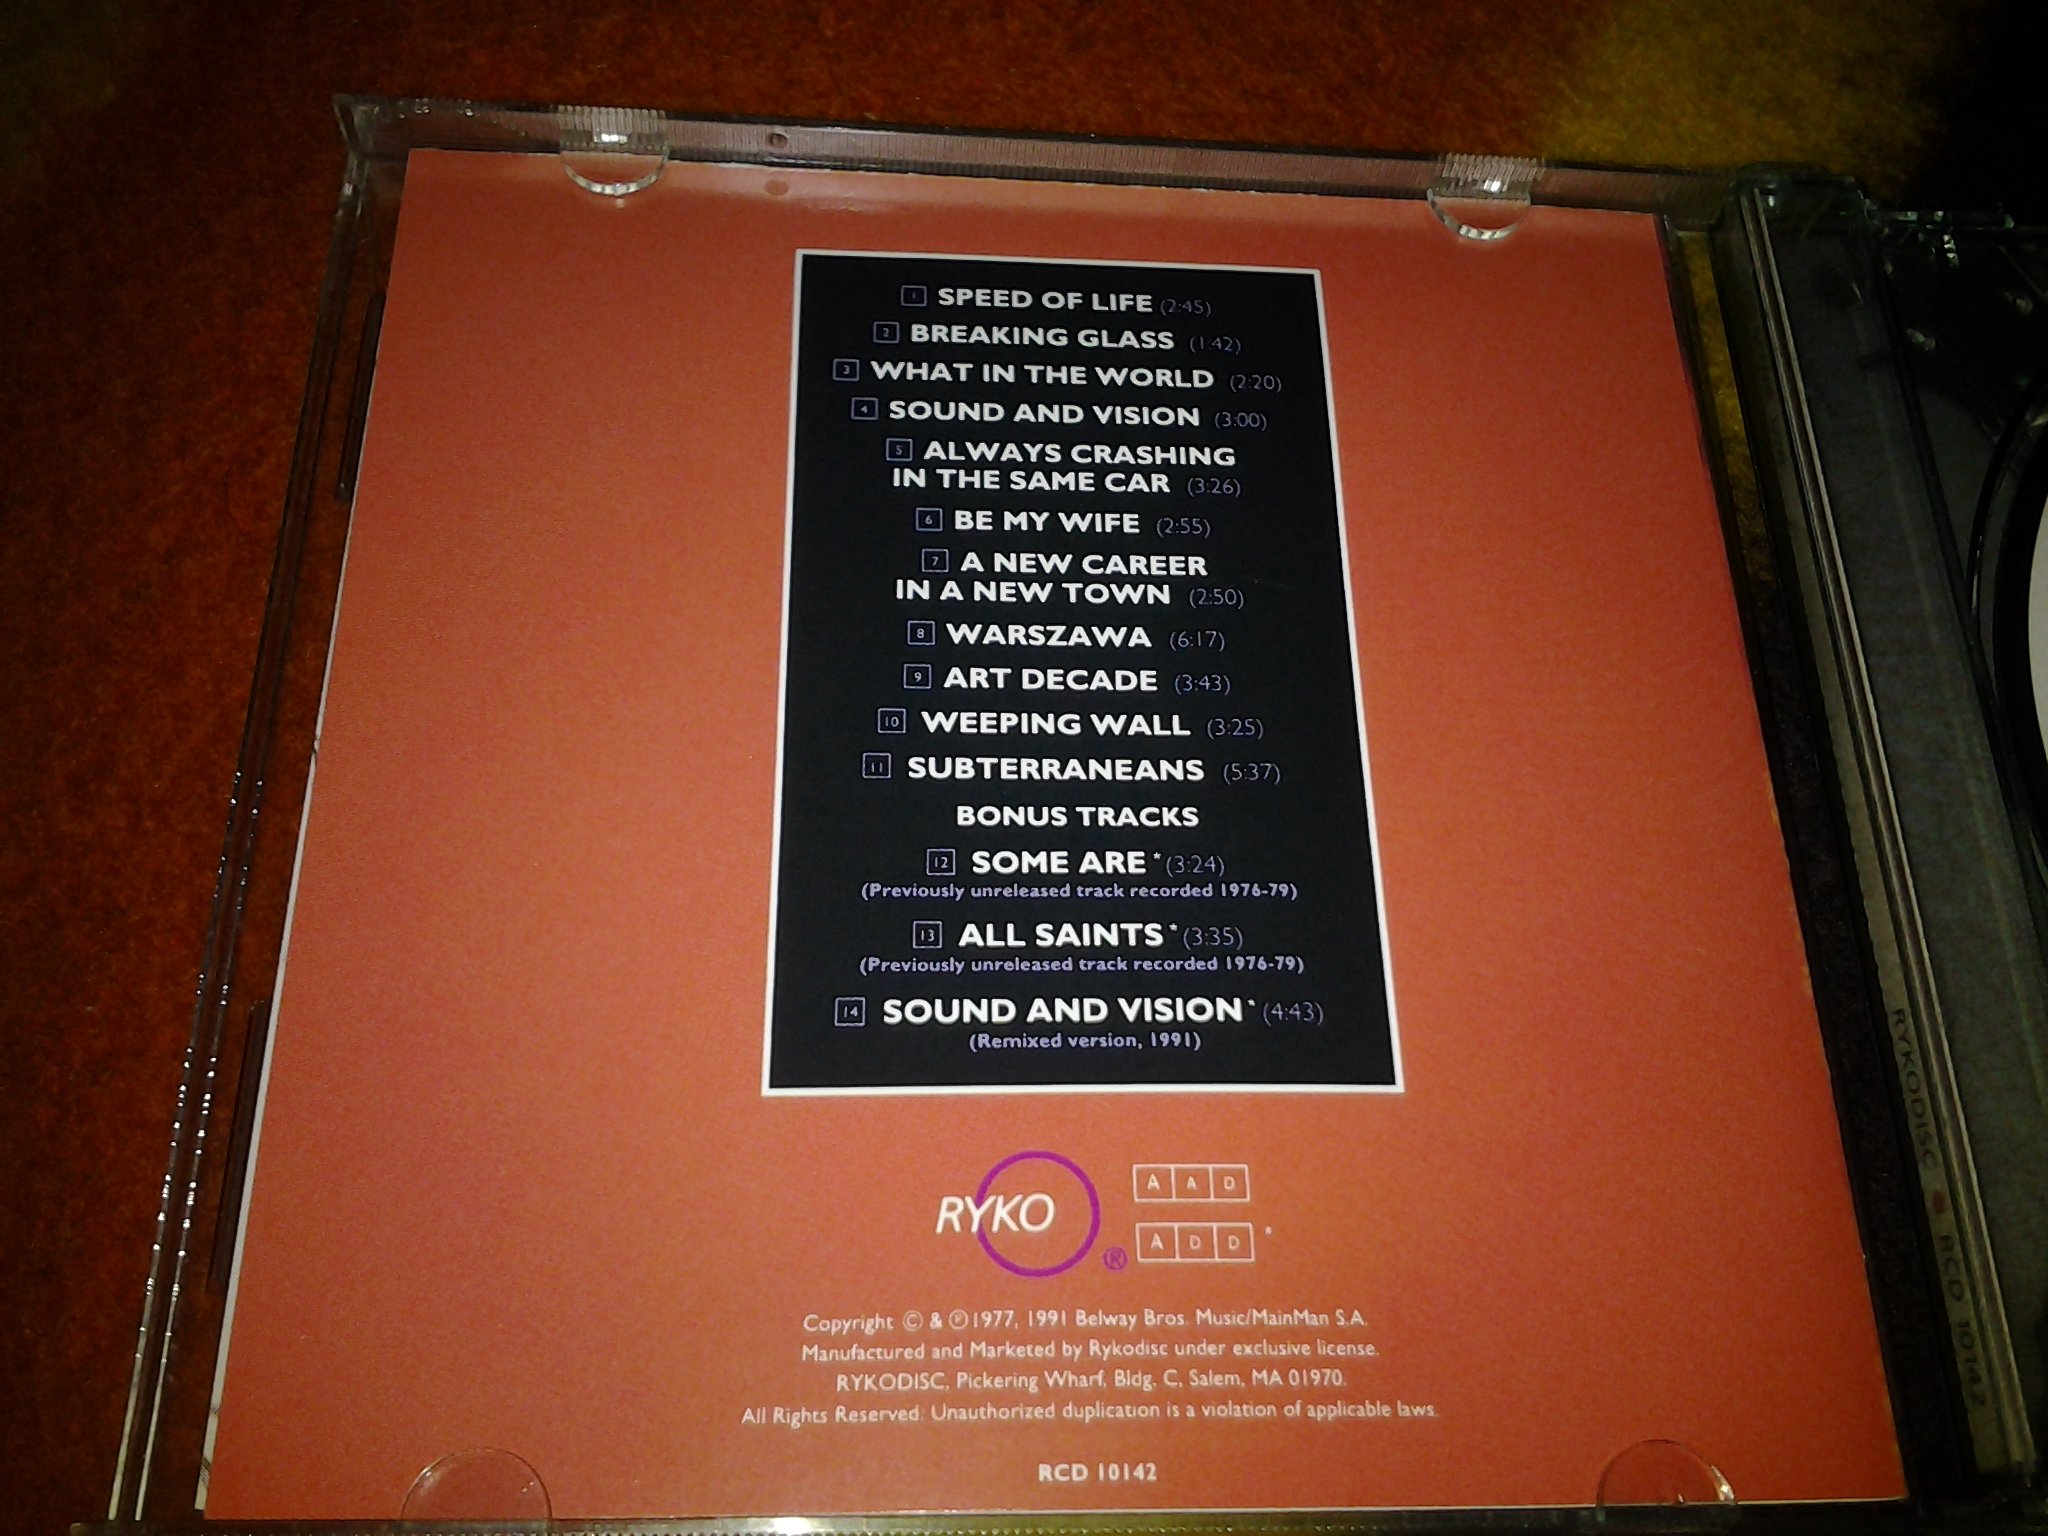 1 SPEED OF LIFE (2:45)
2 BREAKING GLASS (1:42)
3 WHAT IN THE WORLD (2:20)
4 SOUND AND VISION (3:00)
5 ALWAYS CRASHING
IN THE SAME CAR (3:26)
6 BE MY WIFE (2:55)
7 A NEW CAREER
IN A NEW TOWN (2:50)
8 WARSZAWA (6:17)
9 ART DECADE (3:43)
10 WEEPING WALL (3:25)
11 SUBTERRANEANS (5:37)
BONUS TRACKS
12 SOME ARE * (3:24)
(Previously unreleased track recorded 1976-79)
13 ALL SAINTS * (3:35)
(Previously unreleased track recorded 1976-79)
14 SOUND AND VISION * (4:43)
(Remixed version, 1991)
RYKO ®
A A D
A D D *
Copyright © & ℗ 1977, 1991 Belway Bros. Music/MainMan S.A.
Manufactured and Marketed by Rykodisc under exclusive license.
RYKODISC, Pickering Wharf, Bldg. C, Salem, MA 01970.
All Rights Reserved. Unauthorized duplication is a violation of applicable laws.
RCD 10142
RYKODISC RCD 10142